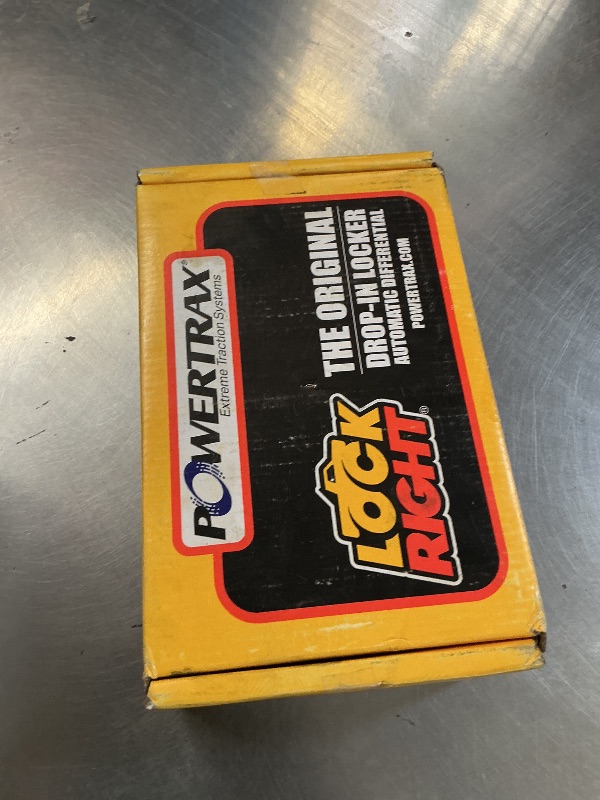 POWERTRAX®
Extreme Traction Systems
THE ORIGINAL
DROP-IN LOCKER
AUTOMATIC DIFFERENTIAL
POWERTRAX.COM
LOCK
RIGHT®